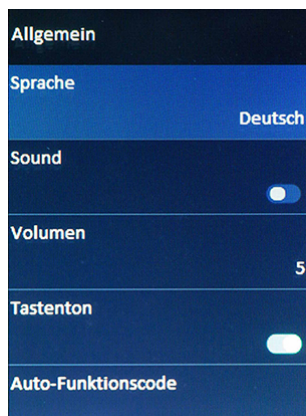 Allgemein
Sprache
Deutsch
Sound
Volumen
5
Tastenton
Auto-Funktionscode